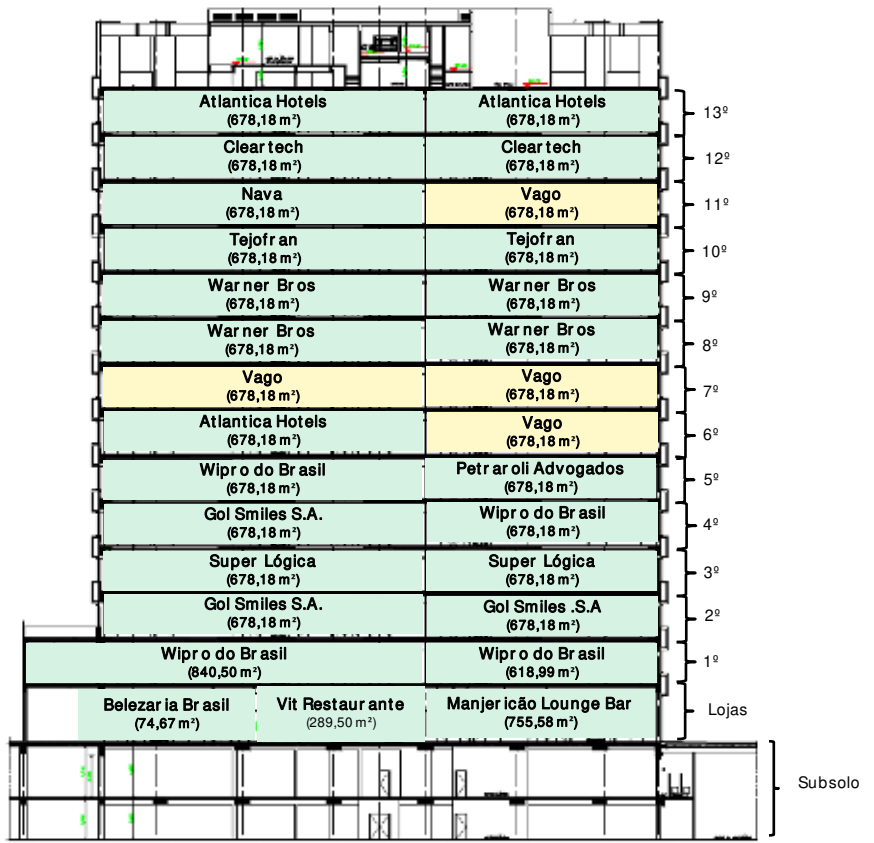 Atlantica Hotels Atlantica Hotels
(678,18 m²) (678,18 m²) 13º
Cleartech Cleartech
(678,18 m²) (678,18 m²) 12º
Nava Vago
(678,18 m²) (678,18 m²) 11º
Tejofran Tejofran
(678,18 m²) (678,18 m²) 10º
Warner Bros Warner Bros
(678,18 m²) (678,18 m²) 9º
Warner Bros Warner Bros
(678,18 m²) (678,18 m²) 8º
Vago Vago
(678,18 m²) (678,18 m²) 7º
Atlantica Hotels Vago
(678,18 m²) (678,18 m²) 6º
Wipro do Brasil Petraroli Advogados
(678,18 m²) (678,18 m²) 5º
Gol Smiles S.A. Wipro do Brasil
(678,18 m²) (678,18 m²) 4º
Super Lógica Super Lógica
(678,18 m²) (678,18 m²) 3º
Gol Smiles S.A. Gol Smiles .S.A
(678,18 m²) (678,18 m²) 2º
Wipro do Brasil Wipro do Brasil
(840,50 m²) (618,99 m²) 1º
Belezaria Brasil Vit Restaurante Manjericão Lounge Bar
(74,67 m²) (289,50 m²) (755,58 m²) Lojas
Subsolo